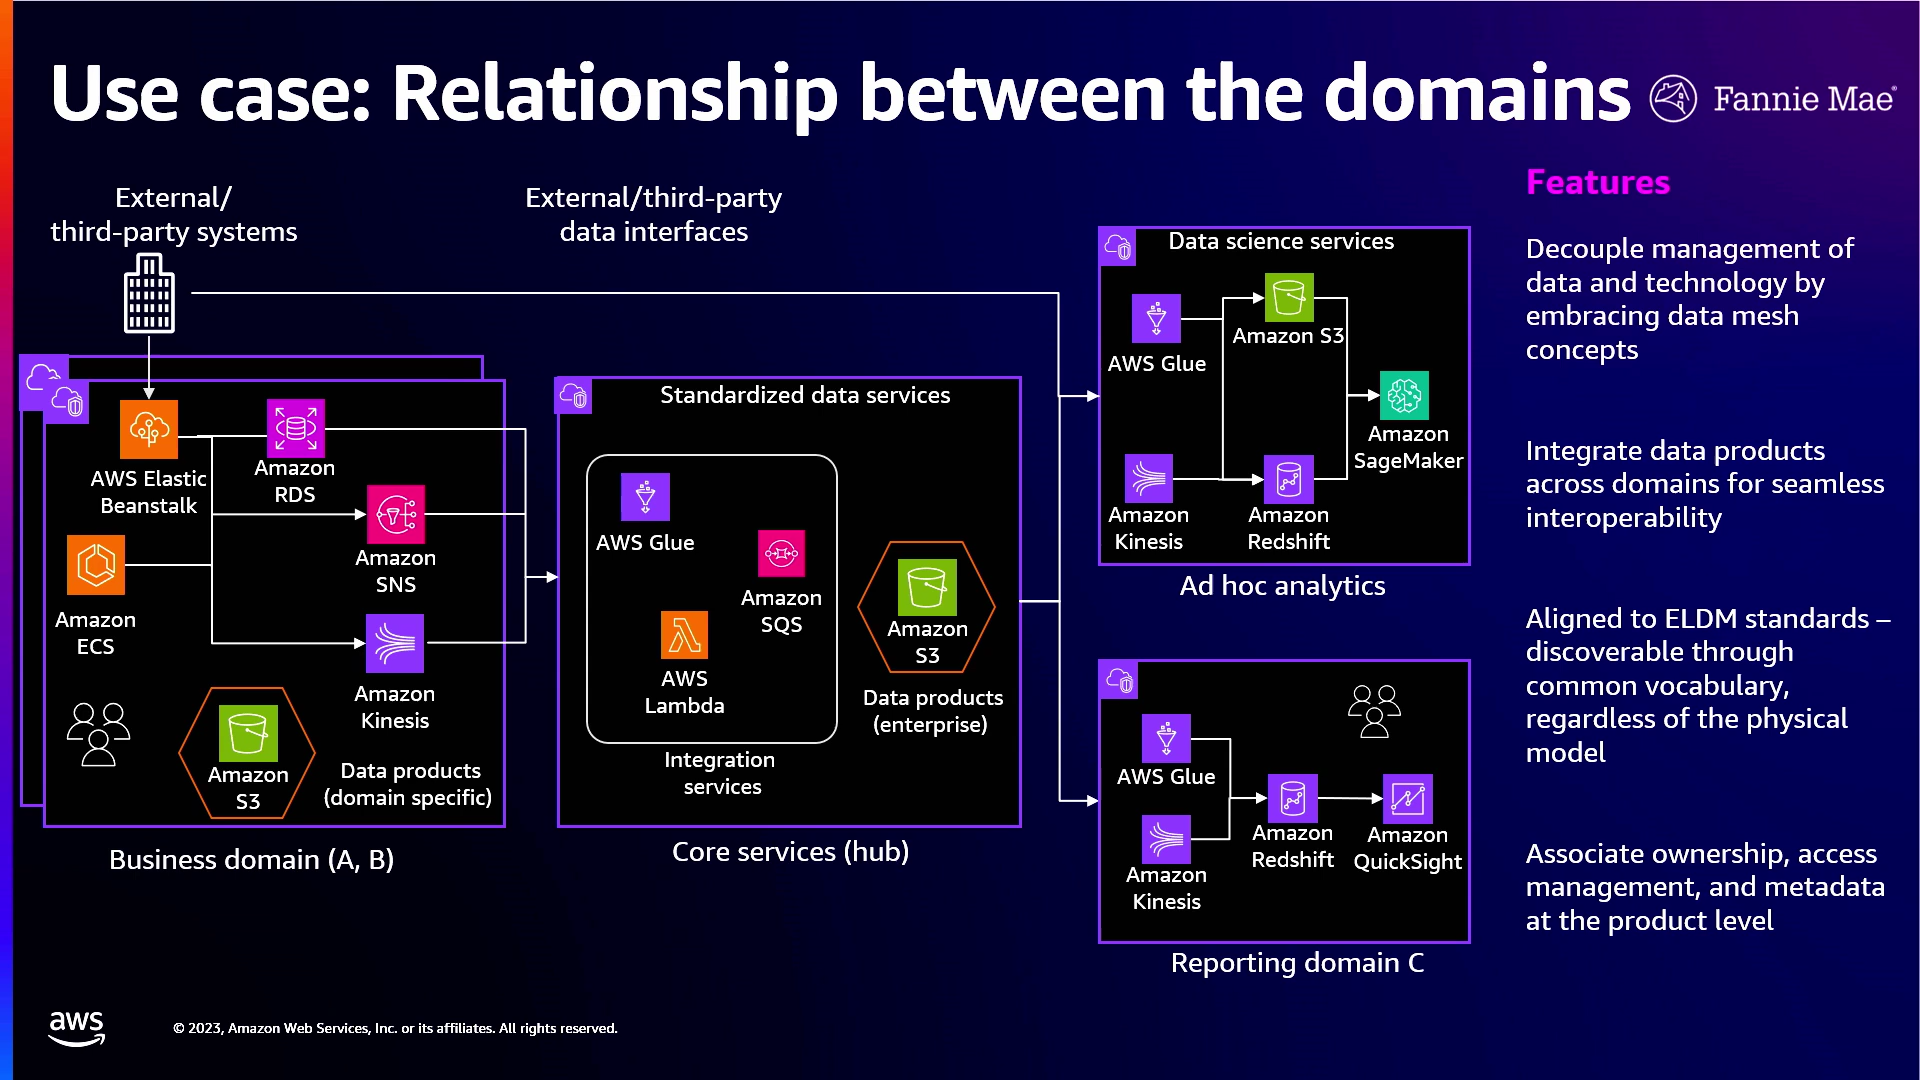 Use case: Relationship between the domains
Fannie Mae®
External/
third-party systems
External/third-party
data interfaces
AWS Elastic
Beanstalk
Amazon
RDS
Amazon
SNS
Amazon
ECS
Amazon
Kinesis
Amazon
S3
Data products
(domain specific)
Business domain (A, B)
Standardized data services
AWS Glue
Amazon
SQS
AWS
Lambda
Integration
services
Amazon
S3
Data products
(enterprise)
Core services (hub)
Data science services
AWS Glue
Amazon S3
Amazon
SageMaker
Amazon
Kinesis
Amazon
Redshift
Ad hoc analytics
AWS Glue
Amazon
Kinesis
Amazon
Redshift
Amazon
QuickSight
Reporting domain C
Features
Decouple management of
data and technology by
embracing data mesh
concepts
Integrate data products
across domains for seamless
interoperability
Aligned to ELDM standards –
discoverable through
common vocabulary,
regardless of the physical
model
Associate ownership, access
management, and metadata
at the product level
aws
© 2023, Amazon Web Services, Inc. or its affiliates. All rights reserved.